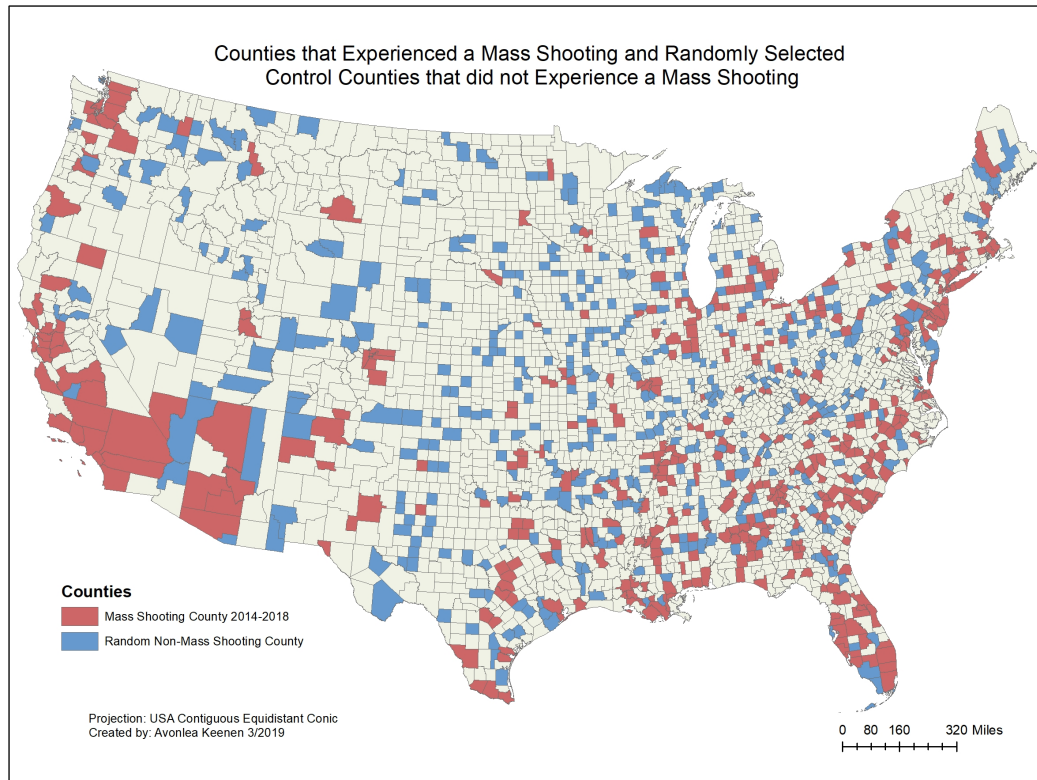 Counties that Experienced a Mass Shooting and Randomly Selected
Control Counties that did not Experience a Mass Shooting
Counties
Mass Shooting County 2014-2018
Random Non-Mass Shooting County
Projection: USA Contiguous Equidistant Conic
Created by: Avonlea Keenen 3/2019
0 80 160 320 Miles